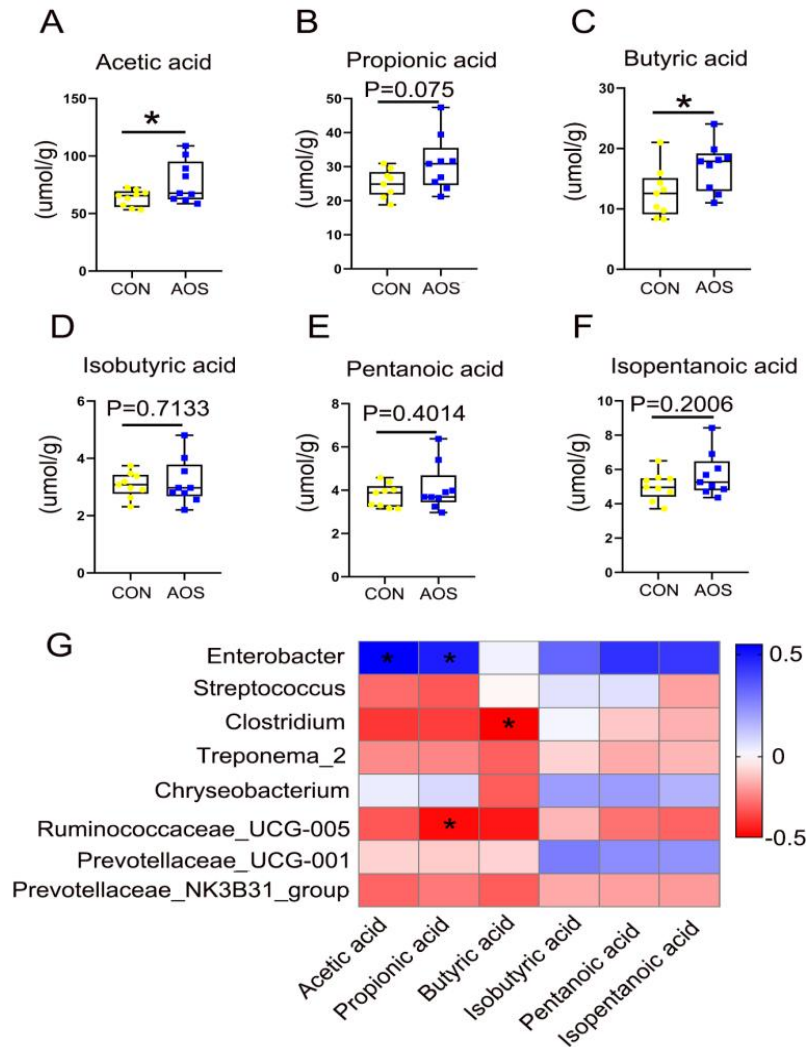 A
Acetic acid
*
(umol/g)
150
100
50
0
CON AOS
B
Propionic acid
P=0.075
(umol/g)
50
40
30
20
10
0
CON AOS
C
Butyric acid
*
(umol/g)
30
20
10
0
CON AOS
D
Isobutyric acid
P=0.7133
(umol/g)
6
4
2
0
CON AOS
E
Pentanoic acid
P=0.4014
(umol/g)
8
6
4
2
0
CON AOS
F
Isopentanoic acid
P=0.2006
(umol/g)
10
8
6
4
2
0
CON AOS
G
Enterobacter * *
Streptococcus
Clostridium *
Treponema_2
Chryseobacterium
Ruminococcaceae_UCG-005 *
Prevotellaceae_UCG-001
Prevotellaceae_NK3B31_group
Acetic acid
Propionic acid
Butyric acid
Isobutyric acid
Pentanoic acid
Isopentanoic acid
0.5
0
-0.5